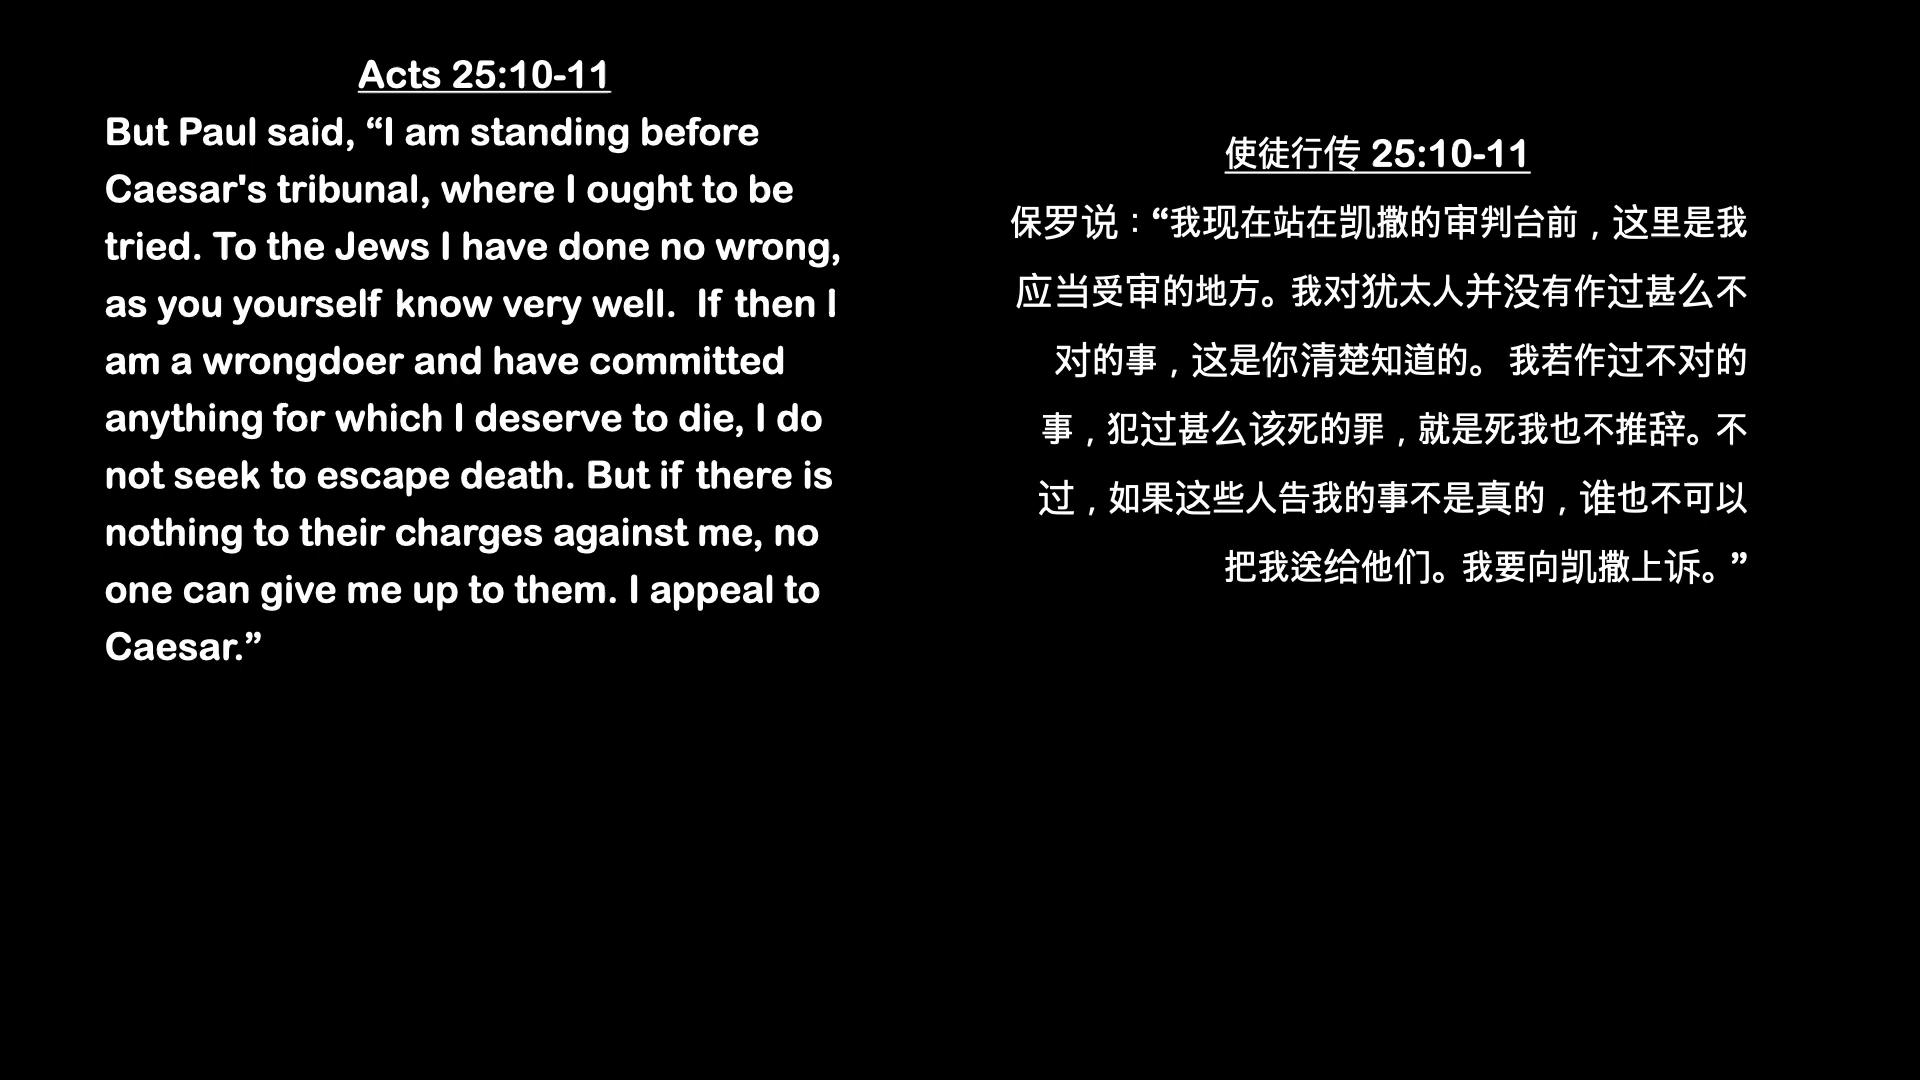 Acts 25:10-11
But Paul said, “I am standing before
Caesar's tribunal, where I ought to be
tried. To the Jews I have done no wrong,
as you yourself know very well.  If then I
am a wrongdoer and have committed
anything for which I deserve to die, I do
not seek to escape death. But if there is
nothing to their charges against me, no
one can give me up to them. I appeal to
Caesar.”
使徒行传 25:10-11
保罗说：“我现在站在凯撒的审判台前，这里是我
应当受审的地方。我对犹太人并没有作过甚么不
对的事，这是你清楚知道的。 我若作过不对的
事，犯过甚么该死的罪，就是死我也不推辞。不
过，如果这些人告我的事不是真的，谁也不可以
把我送给他们。我要向凯撒上诉。”